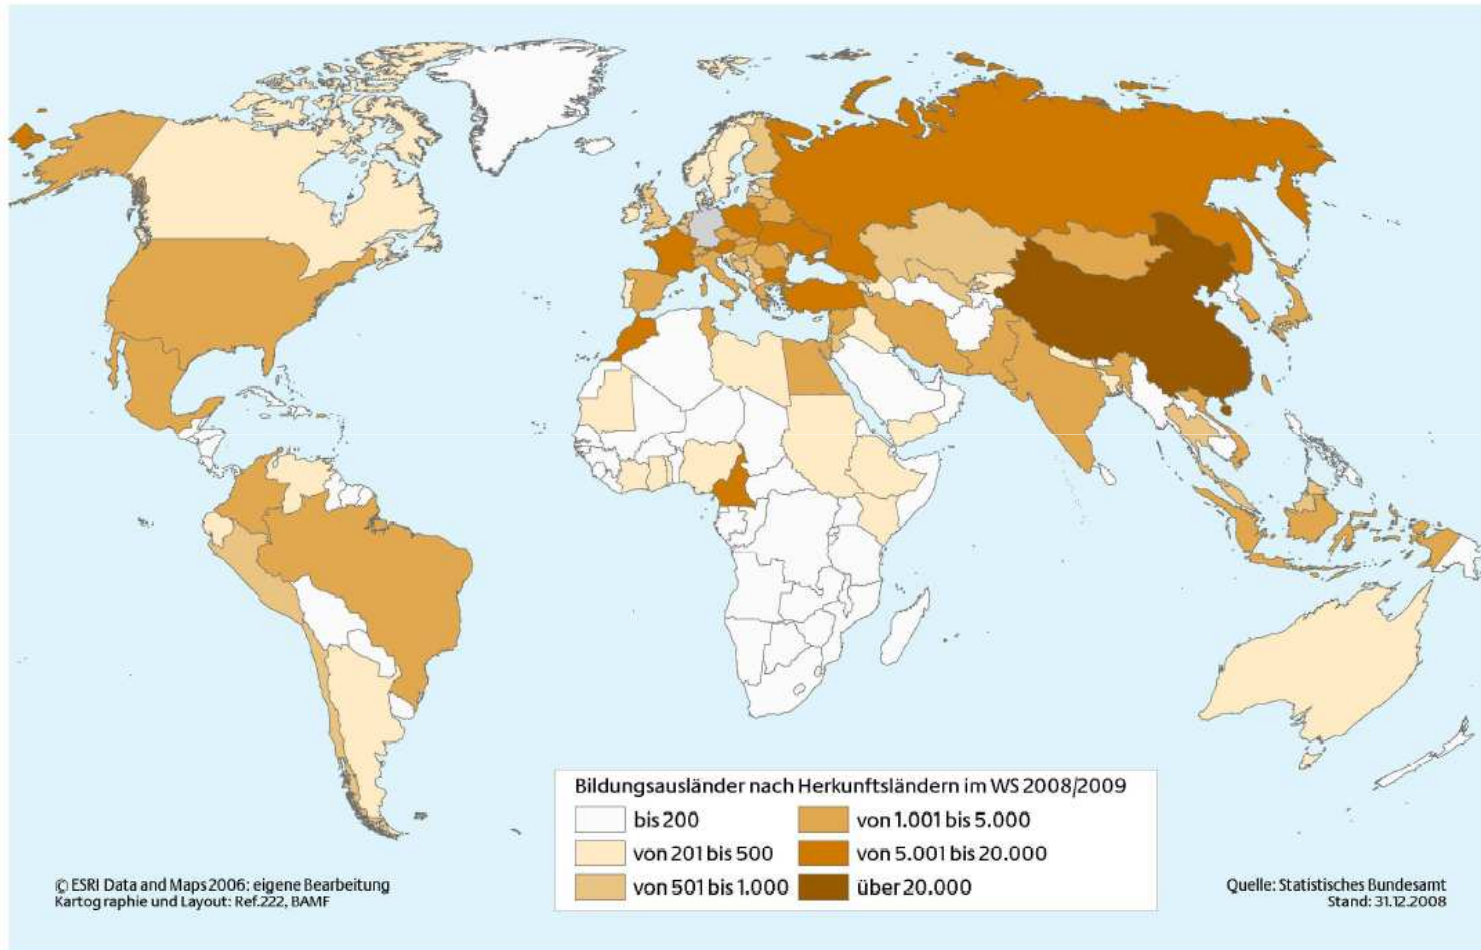 Bildungsausländer nach Herkunftsländern im WS 2008/2009
bis 200
von 201 bis 500
von 501 bis 1.000
von 1.001 bis 5.000
von 5.001 bis 20.000
über 20.000
© ESRI Data and Maps 2006: eigene Bearbeitung
Kartographie und Layout: Ref.222, BAMF
Quelle: Statistisches Bundesamt
Stand: 31.12.2008